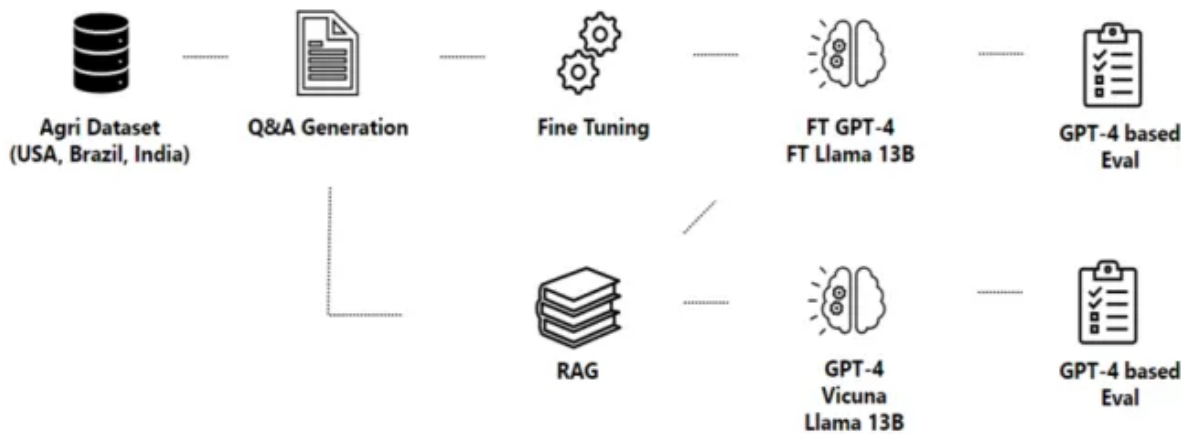 Agri Dataset
(USA, Brazil, India)
Q&A Generation
Fine Tuning
FT GPT-4
FT Llama 13B
GPT-4 based
Eval
RAG
GPT-4
Vicuna
Llama 13B
GPT-4 based
Eval